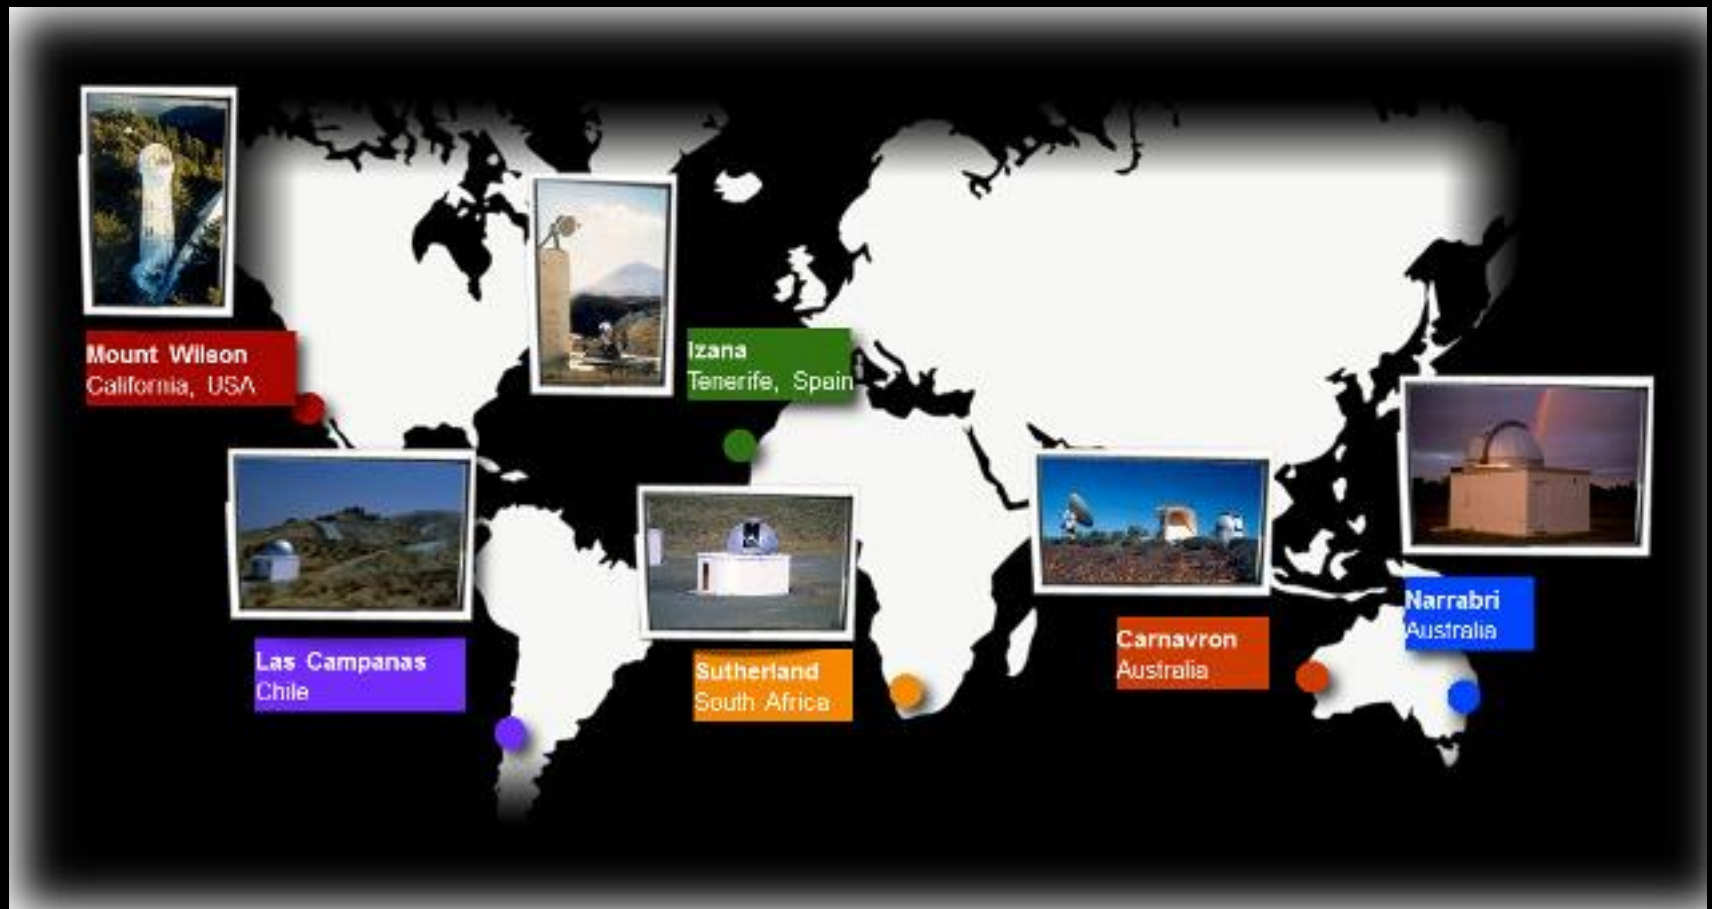 Mount Wilson
California, USA
Izana
Tenerife, Spain
Las Campanas
Chile
Sutherland
South Africa
Carnavron
Australia
Narrabri
Australia